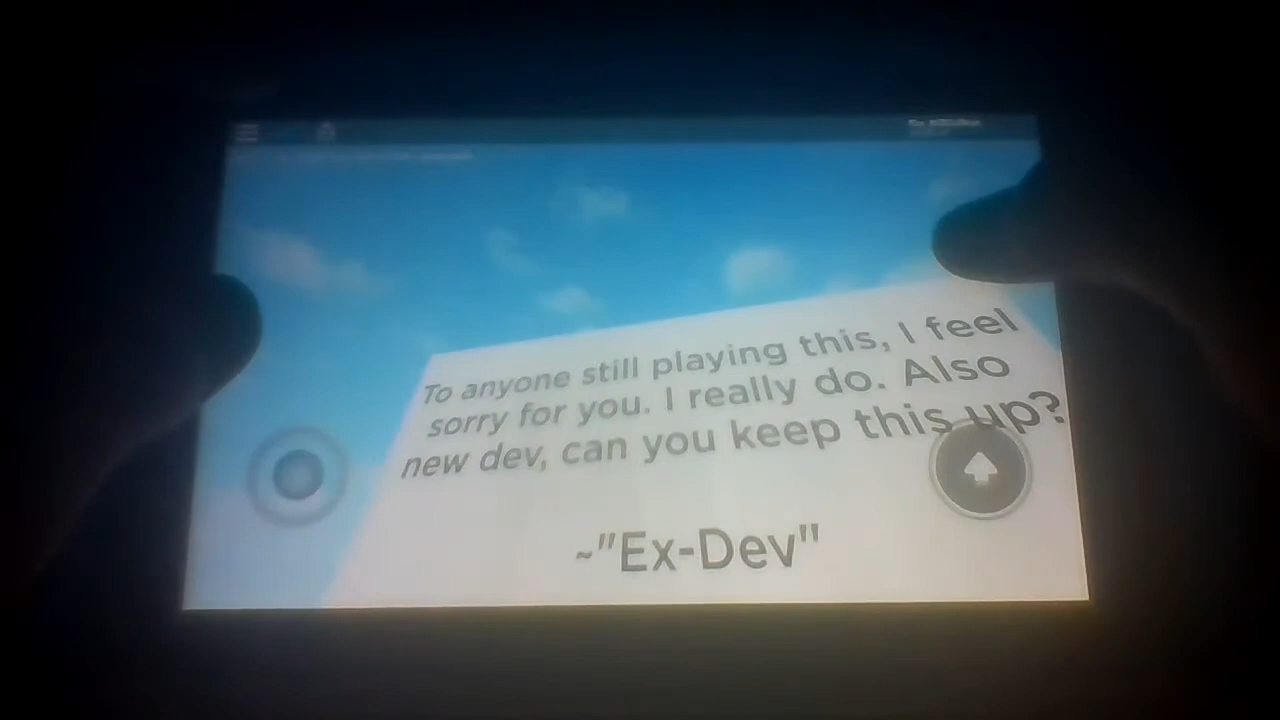 To anyone still playing this, I feel
sorry for you. I really do. Also
new dev, can you keep this up?
~"Ex-Dev"